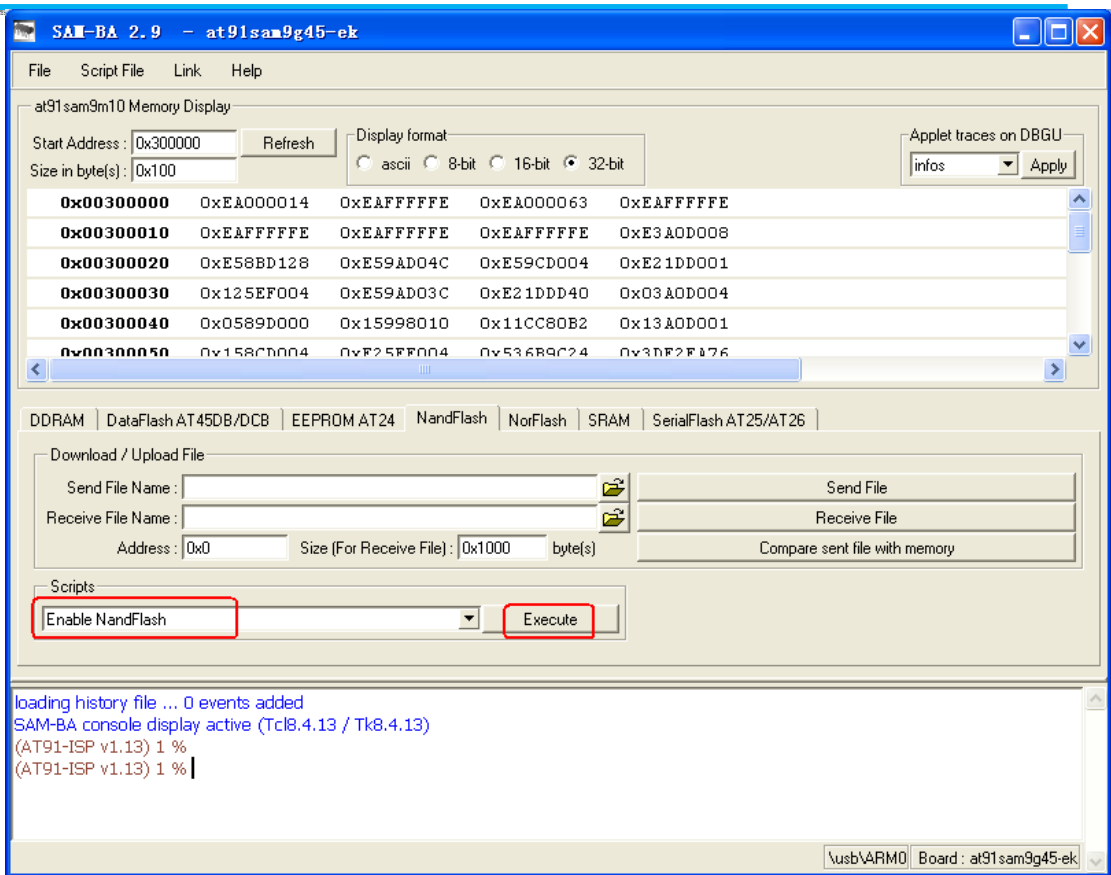 SAM-BA 2.9 - at91sam9g45-ek
File Script File Link Help
at91sam9m10 Memory Display
Start Address : 0x300000 Refresh
Size in byte(s) : 0x100
Display format
ascii 8-bit 16-bit 32-bit
Applet traces on DBGU
infos Apply
0x00300000 0xEA000014 0xEAFFFFFE 0xEA000063 0xEAFFFFFE
0x00300010 0xEAFFFFFE 0xEAFFFFFE 0xEAFFFFFE 0xE3A0D008
0x00300020 0xE58BD128 0xE59AD04C 0xE59CD004 0xE21DD001
0x00300030 0x125EF004 0xE59AD03C 0xE21DDD40 0x03A0D004
0x00300040 0x0589D000 0x15998010 0x11CC80B2 0x13A0D001
0x00300050 0x158CD004 0xE25EF004 0x536B9C24 0x3DF2EA76
DDRAM DataFlash AT45DB/DCB EEPROM AT24 NandFlash NorFlash SRAM SerialFlash AT25/AT26
Download / Upload File
Send File Name : Send File
Receive File Name : Receive File
Address : 0x0 Size (For Receive File) : 0x1000 byte(s) Compare sent file with memory
Scripts
Enable NandFlash Execute
loading history file ... 0 events added
SAM-BA console display active (Tcl8.4.13 / Tk8.4.13)
(AT91-ISP v1.13) 1 %
(AT91-ISP v1.13) 1 %
\usb\ARM0 Board : at91sam9g45-ek